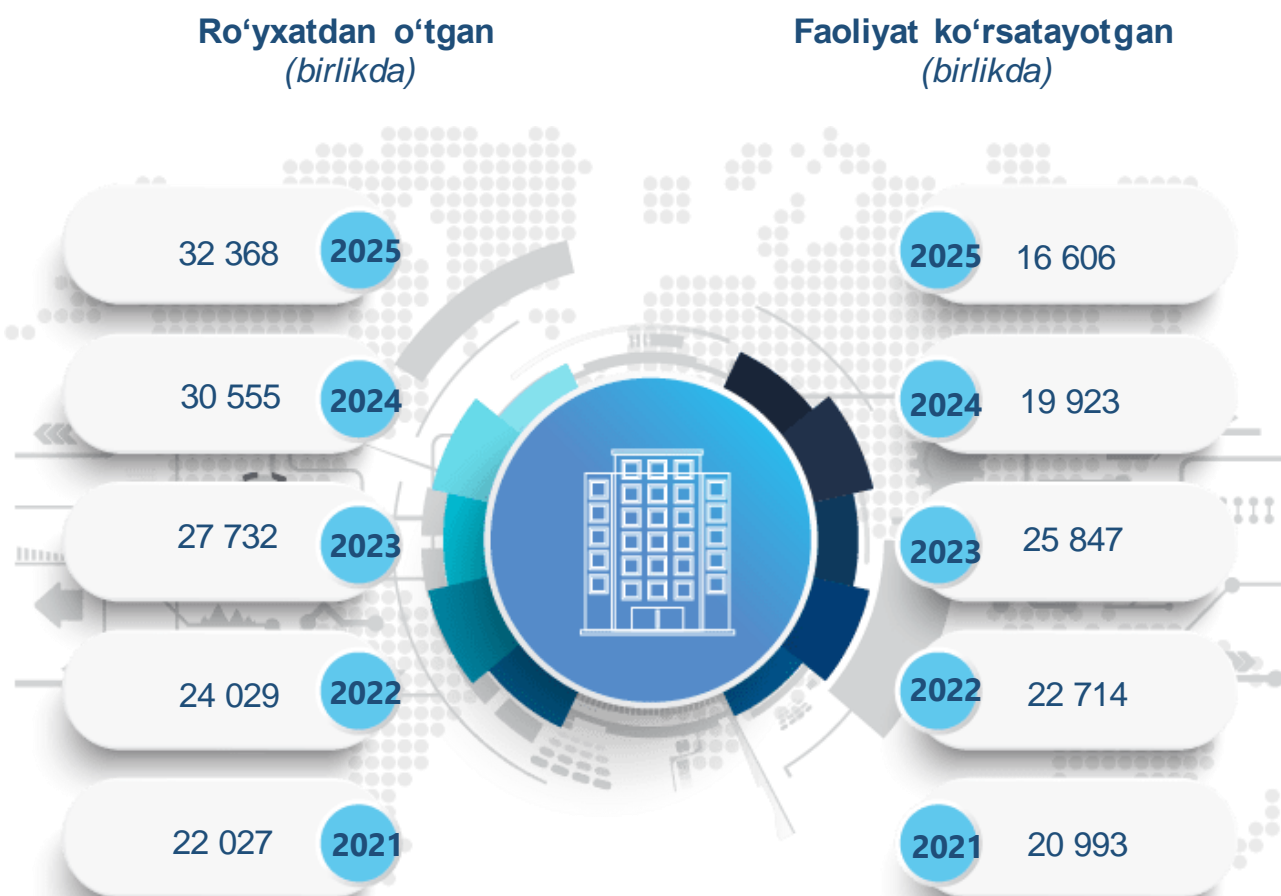 Ro‘yxatdan o‘tgan
(birlikda)
32 368 2025
30 555 2024
27 732 2023
24 029 2022
22 027 2021
Faoliyat ko‘rsatayotgan
(birlikda)
2025 16 606
2024 19 923
2023 25 847
2022 22 714
2021 20 993